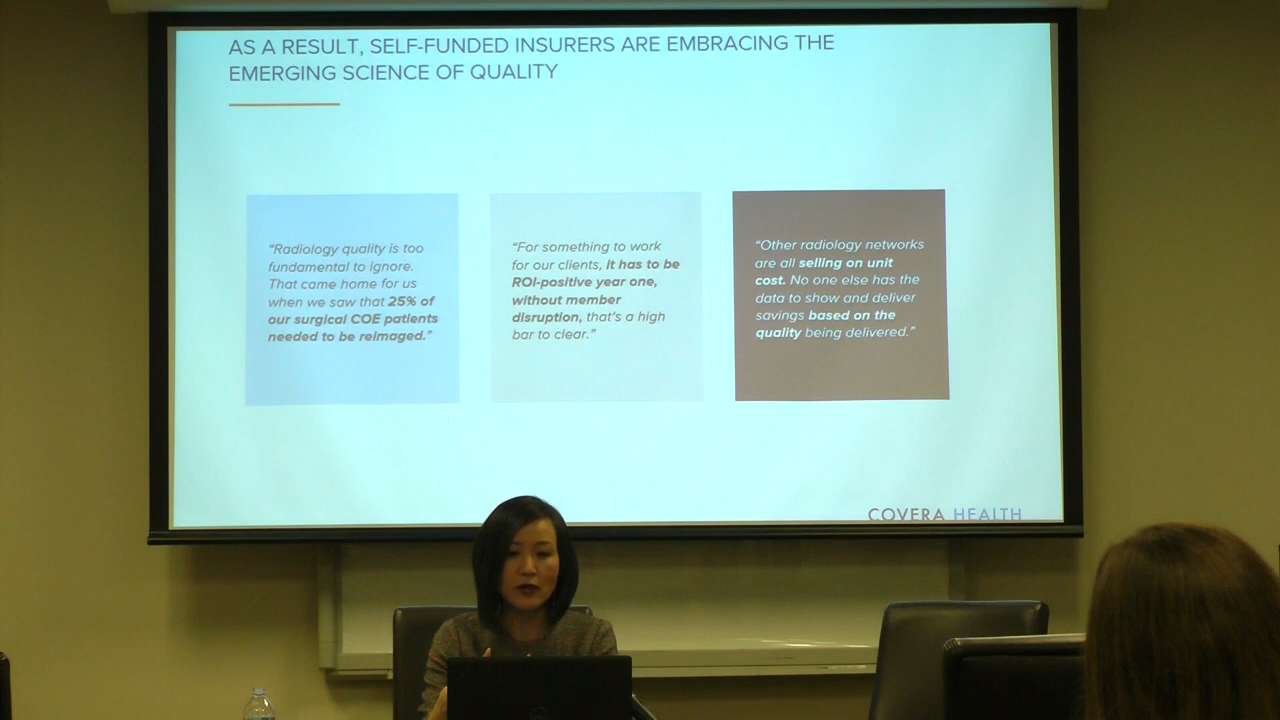 AS A RESULT, SELF-FUNDED INSURERS ARE EMBRACING THE
EMERGING SCIENCE OF QUALITY
“Radiology quality is too
fundamental to ignore.
That came home for us
when we saw that 25% of
our surgical COE patients
needed to be reimaged.”
“For something to work
for our clients, it has to be
ROI-positive year one,
without member
disruption, that's a high
bar to clear.”
“Other radiology networks
are all selling on unit
cost. No one else has the
data to show and deliver
savings based on the
quality being delivered.”
COVERA HEALTH